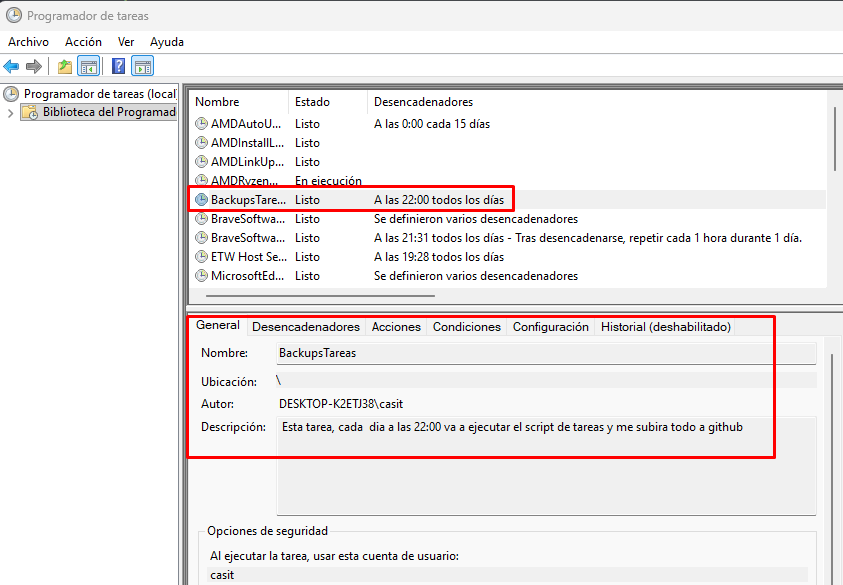 Programador de tareas
Archivo Acción Ver Ayuda
Programador de tareas (local)
Biblioteca del Programad
Nombre Estado Desencadenadores
AMDAutoU... Listo A las 0:00 cada 15 días
AMDInstallL... Listo
AMDLinkUp... Listo
AMDRyzen... En ejecución
BackupsTare... Listo A las 22:00 todos los días
BraveSoftwa... Listo Se definieron varios desencadenadores
BraveSoftwa... Listo A las 21:31 todos los días - Tras desencadenarse, repetir cada 1 hora durante 1 día.
ETW Host Se... Listo A las 19:28 todos los días
MicrosoftEd... Listo Se definieron varios desencadenadores
General Desencadenadores Acciones Condiciones Configuración Historial (deshabilitado)
Nombre: BackupsTareas
Ubicación: \
Autor: DESKTOP-K2ETJ38\casit
Descripción: Esta tarea, cada dia a las 22:00 va a ejecutar el script de tareas y me subira todo a github
Opciones de seguridad
Al ejecutar la tarea, usar esta cuenta de usuario:
casit